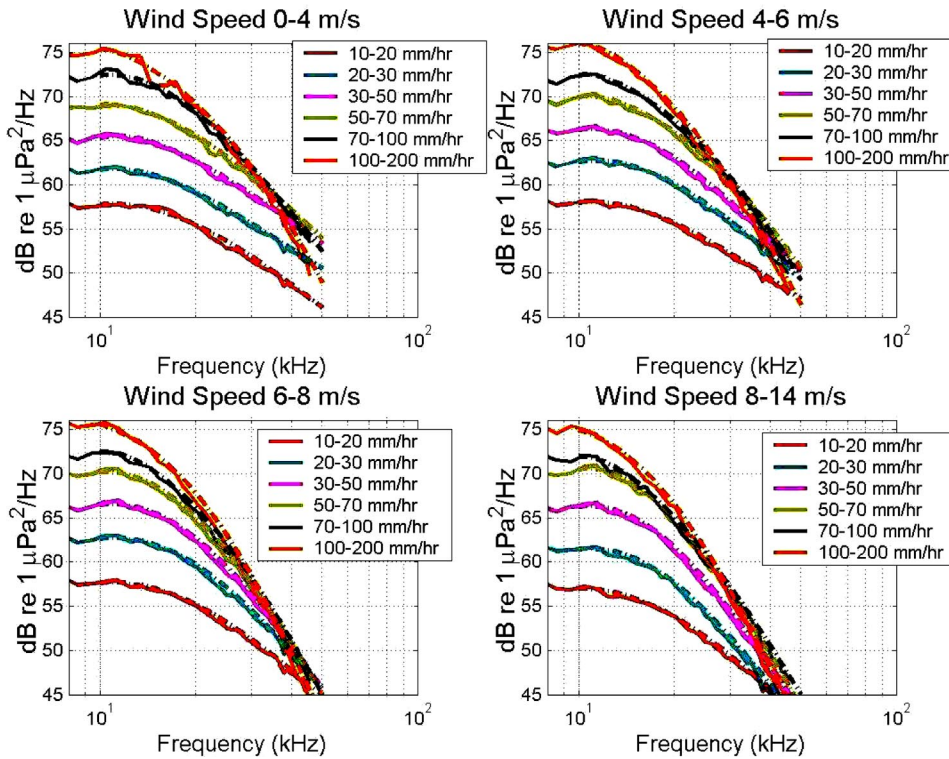 Wind Speed 0-4 m/s
dB re 1 μPa²/Hz
75
70
65
60
55
50
45
10-20 mm/hr
20-30 mm/hr
30-50 mm/hr
50-70 mm/hr
70-100 mm/hr
100-200 mm/hr
10¹
10²
Frequency (kHz)
Wind Speed 4-6 m/s
dB re 1 μPa²/Hz
75
70
65
60
55
50
45
10-20 mm/hr
20-30 mm/hr
30-50 mm/hr
50-70 mm/hr
70-100 mm/hr
100-200 mm/hr
10¹
10²
Frequency (kHz)
Wind Speed 6-8 m/s
dB re 1 μPa²/Hz
75
70
65
60
55
50
45
10-20 mm/hr
20-30 mm/hr
30-50 mm/hr
50-70 mm/hr
70-100 mm/hr
100-200 mm/hr
10¹
10²
Frequency (kHz)
Wind Speed 8-14 m/s
dB re 1 μPa²/Hz
75
70
65
60
55
50
45
10-20 mm/hr
20-30 mm/hr
30-50 mm/hr
50-70 mm/hr
70-100 mm/hr
100-200 mm/hr
10¹
10²
Frequency (kHz)